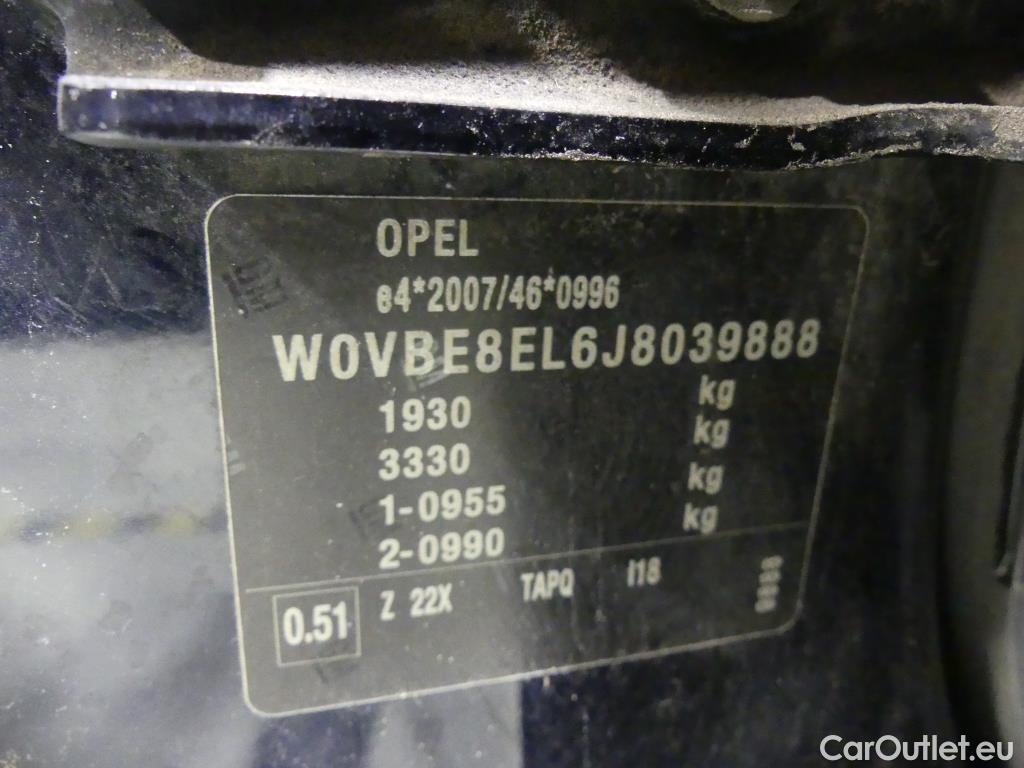 OPEL
e4*2007/46*0996
W0VBE8EL6J8039888
1930 kg
3330 kg
1-0955 kg
2-0990 kg
0.51 Z 22X TAPQ I18
CarOutlet.eu